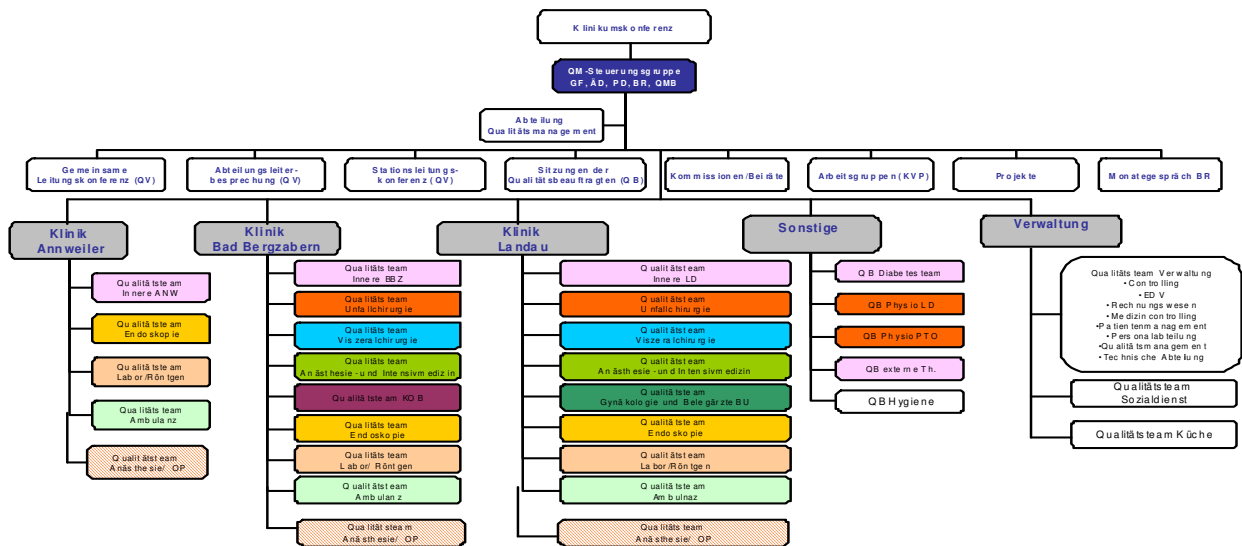 Klinikumskonferenz
QM-Steuerungsgruppe
GF, ÄD, PD, BR, QMB
Abteilung
Qualitätsmanagement
Gemeinsame
Leitungskonferenz (QV)
Abteilungsleiter-
besprechung (QV)
Stationsleitungs-
konferenz (QV)
Sitzungen der
Qualitätsbeauftragten (QB)
Kommissionen/Beiräte
Arbeitsgruppen (KVP)
Projekte
Monategespräch BR
Klinik
Annweiler
Qualitätsteam
Innere ANW
Qualitätsteam
Endoskopie
Qualitätsteam
Labor/Röntgen
Qualitätsteam
Ambulanz
Qualitätsteam
Anästhesie/ OP
Klinik
Bad Bergzabern
Qualitätsteam
Innere BBZ
Qualitätsteam
Unfallchirurgie
Qualitätsteam
Viszeralchirurgie
Qualitätsteam
Anästhesie- und Intensivmedizin
Qualitätsteam KOB
Qualitätsteam
Endoskopie
Qualitätsteam
Labor/ Röntgen
Qualitätsteam
Ambulanz
Qualitätsteam
Anästhesie/ OP
Klinik
Landau
Qualitätsteam
Innere LD
Qualitätsteam
Unfallchirurgie
Qualitätsteam
Viszeralchirurgie
Qualitätsteam
Anästhesie- und Intensivmedizin
Qualitätsteam
Gynäkologie und Belegärzte BU
Qualitätsteam
Endoskopie
Qualitätsteam
Labor/Röntgen
Qualitätsteam
Ambulnaz
Qualitätsteam
Anästhesie/ OP
Sonstige
QB Diabetesteam
QB Physio LD
QB Physio PTO
QB externe Th.
QB Hygiene
Verwaltung
Qualitätsteam Verwaltung
• Controlling
• EDV
• Rechnungswesen
• Medizincontrolling
•Patientenmanagement
• Personalabteilung
•Qualitätsmanagement
• Technische Abteilung
Qualitätsteam
Sozialdienst
Qualitätsteam Küche